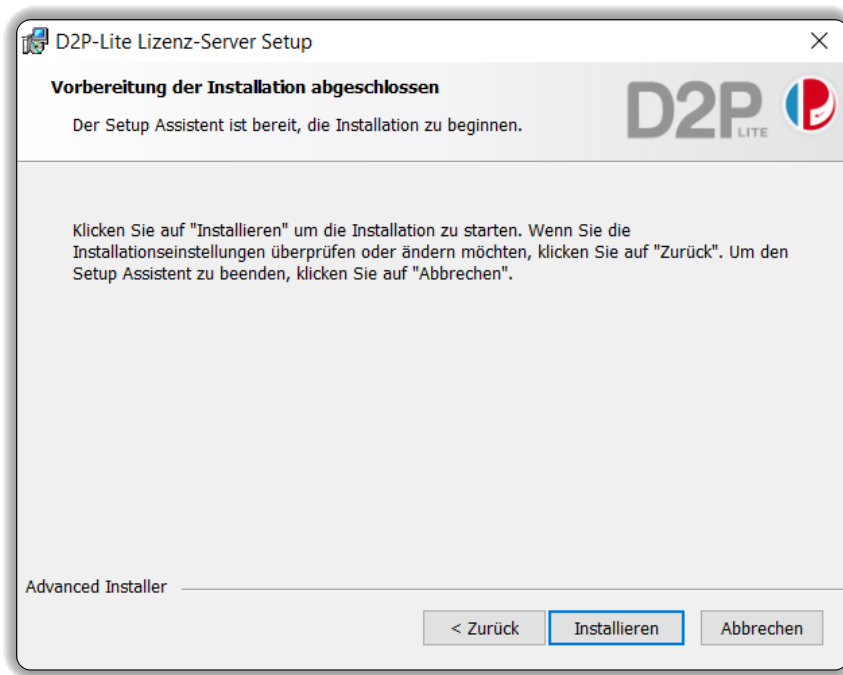 D2P-Lite Lizenz-Server Setup
Vorbereitung der Installation abgeschlossen
Der Setup Assistent ist bereit, die Installation zu beginnen.
D2P LITE
Klicken Sie auf "Installieren" um die Installation zu starten. Wenn Sie die
Installationseinstellungen überprüfen oder ändern möchten, klicken Sie auf "Zurück". Um den
Setup Assistent zu beenden, klicken Sie auf "Abbrechen".
Advanced Installer
< Zurück Installieren Abbrechen